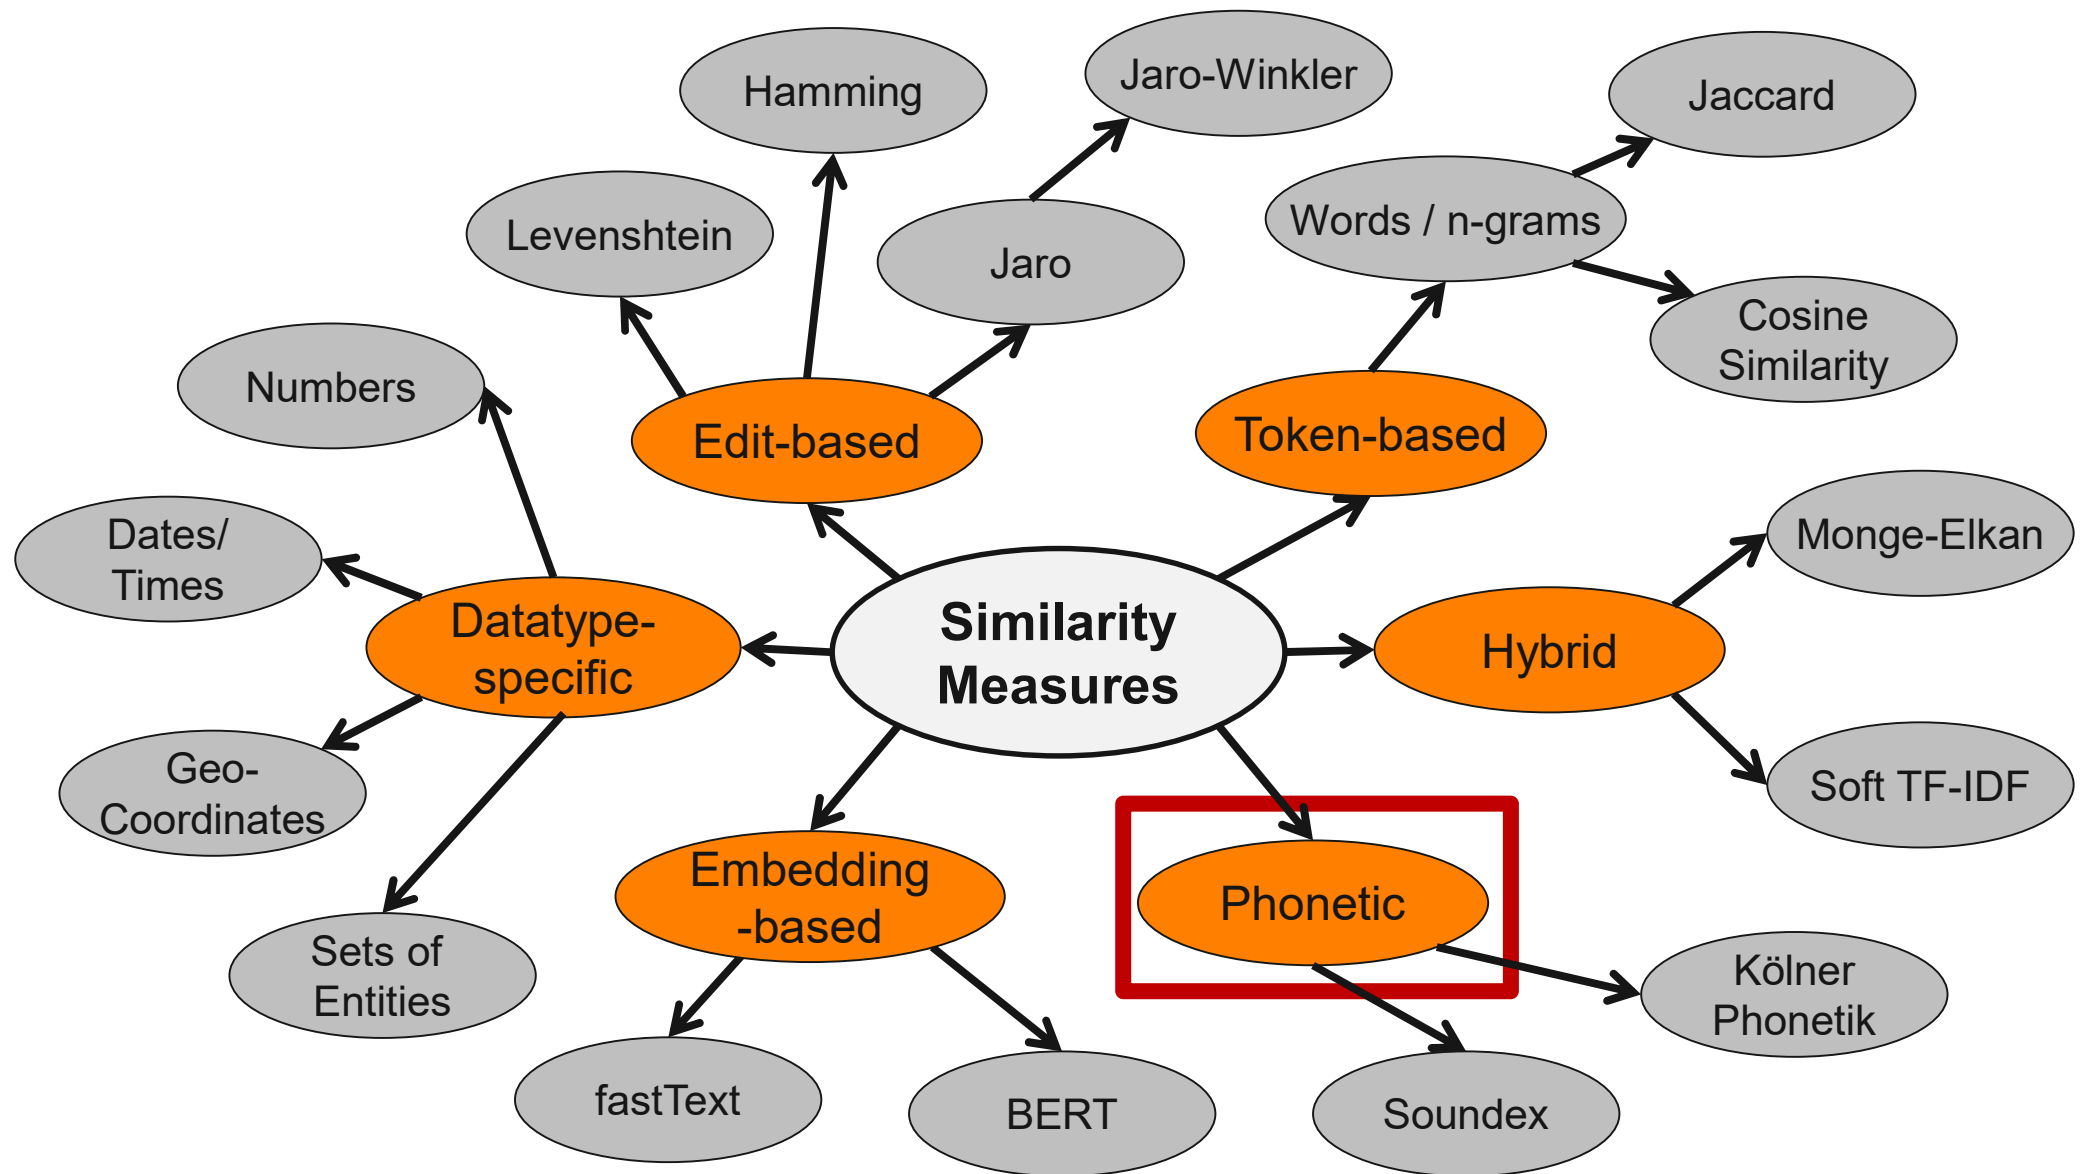 Hamming
Jaro-Winkler
Jaccard
Levenshtein
Jaro
Words / n-grams
Cosine
Similarity
Numbers
Edit-based
Token-based
Dates/
Times
Monge-Elkan
Datatype-
specific
Similarity
Measures
Hybrid
Geo-
Coordinates
Soft TF-IDF
Embedding
-based
Phonetic
Sets of
Entities
Kölner
Phonetik
fastText
BERT
Soundex